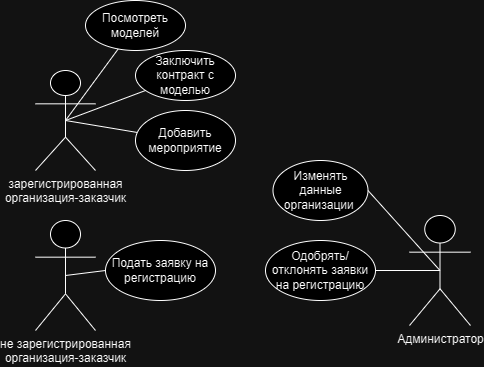 Посмотреть
моделей
Заключить
контракт с
моделью
Добавить
мероприятие
зарегистрированная
организация-заказчик
Изменять
данные
организации
Подать заявку на
регистрацию
Одобрять/
отклонять заявки
на регистрацию
Администратор
не зарегистрированная
организация-заказчик